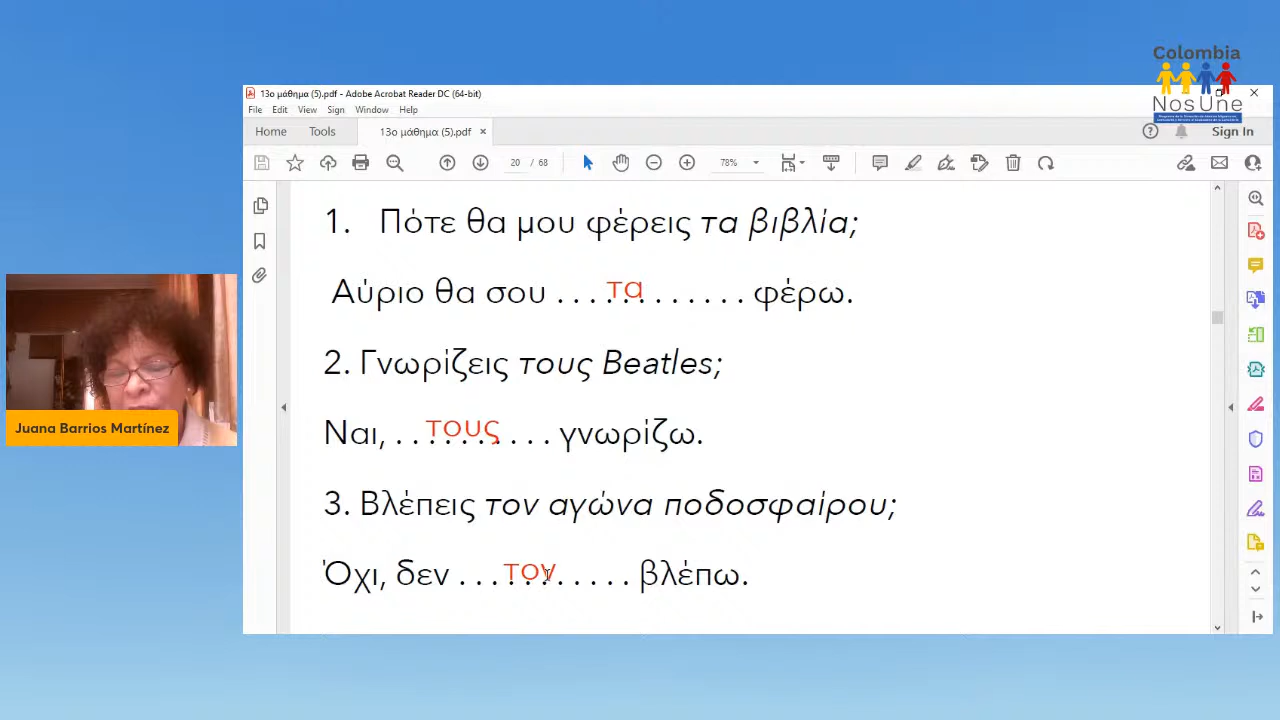 Colombia
NosUne
13ο μάθημα (5).pdf - Adobe Acrobat Reader DC (64-bit)
File Edit View Sign Window Help
Home Tools 13ο μάθημα (5).pdf × Sign In
20 / 68 78%
1. Πότε θα μου φέρεις τα βιβλία;
Αύριο θα σου . . . . τα . . . . . . . φέρω.
2. Γνωρίζεις τους Beatles;
Ναι, . . τους . . . . γνωρίζω.
3. Βλέπεις τον αγώνα ποδοσφαίρου;
Όχι, δεν . . . τον . . . . . βλέπω.
Juana Barrios Martínez